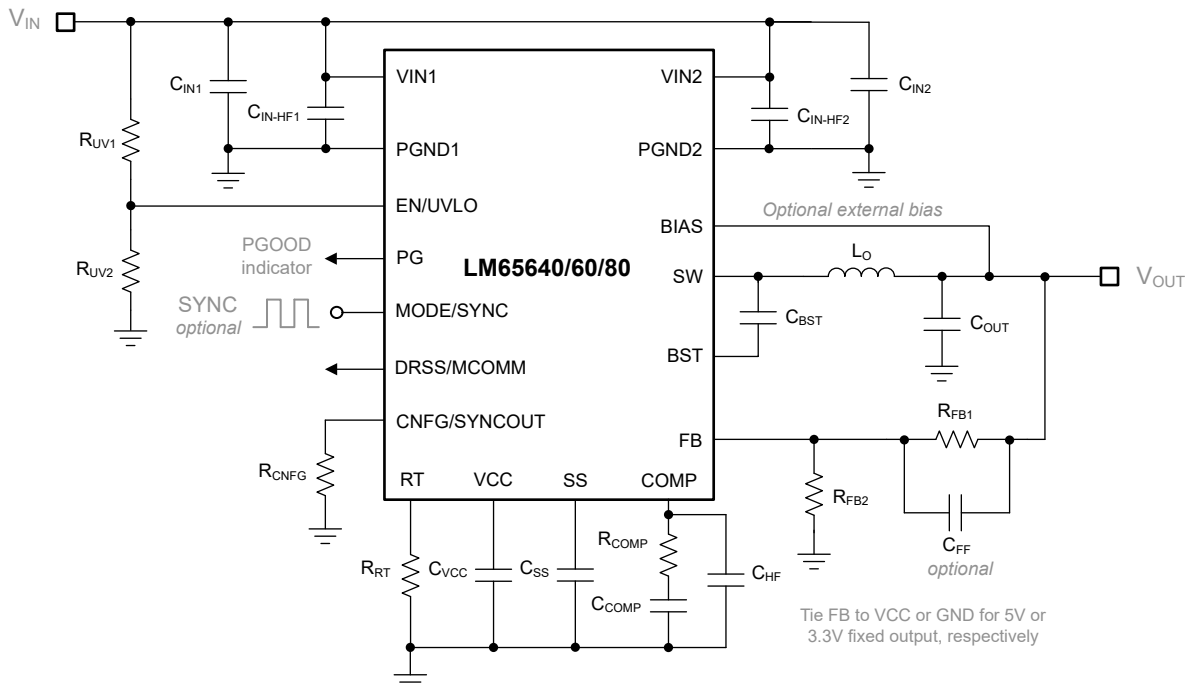 VIN
CIN1
CIN-HF1
VIN1
VIN2
CIN-HF2
CIN2
RUV1
PGND1
PGND2
EN/UVLO
Optional external bias
BIAS
RUV2
PGOOD
indicator
PG
LM65640/60/80
SW
LO
VOUT
SYNC
optional
MODE/SYNC
CBST
COUT
BST
DRSS/MCOMM
CNFG/SYNCOUT
RFB1
FB
RCNFG
RT
VCC
SS
COMP
RFB2
CFF
optional
RRT
CVCC
CSS
RCOMP
CCOMP
CHF
Tie FB to VCC or GND for 5V or
3.3V fixed output, respectively